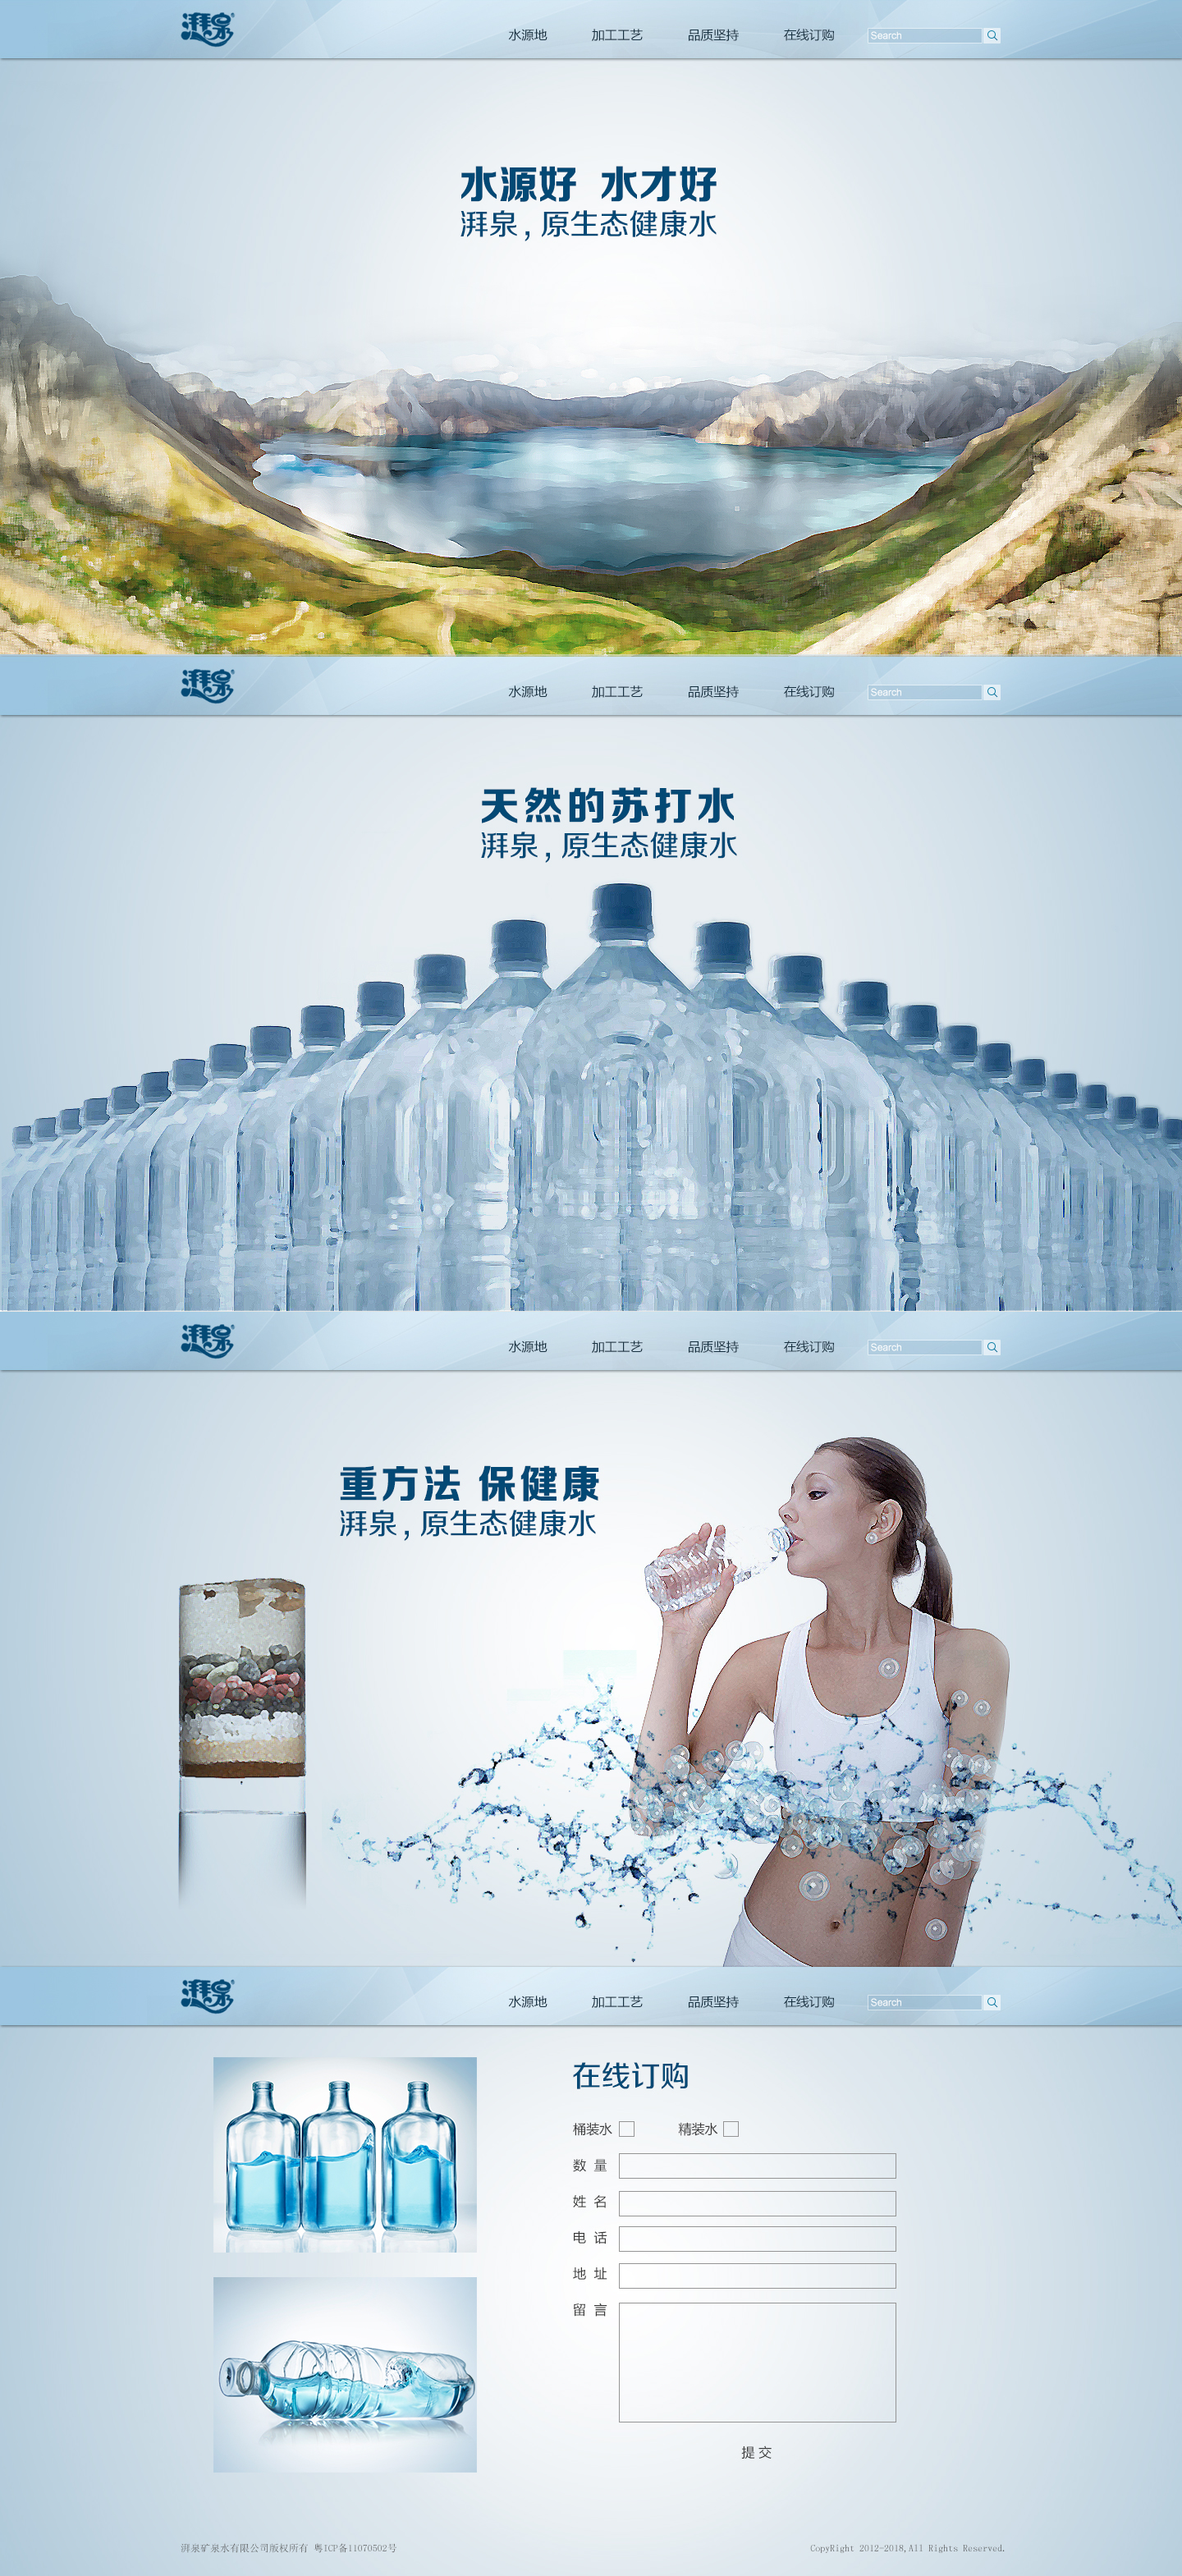 湃泉®
水源地 加工工艺 品质坚持 在线订购 Search
水源好 水才好
湃泉,原生态健康水
湃泉®
水源地 加工工艺 品质坚持 在线订购 Search
天然的苏打水
湃泉,原生态健康水
湃泉®
水源地 加工工艺 品质坚持 在线订购 Search
重方法 保健康
湃泉,原生态健康水
湃泉®
水源地 加工工艺 品质坚持 在线订购 Search
在线订购
桶装水 精装水
数 量
姓 名
电 话
地 址
留 言
提 交
湃泉矿泉水有限公司版权所有 粤ICP备11070502号
CopyRight 2012-2018,All Rights Reserved.